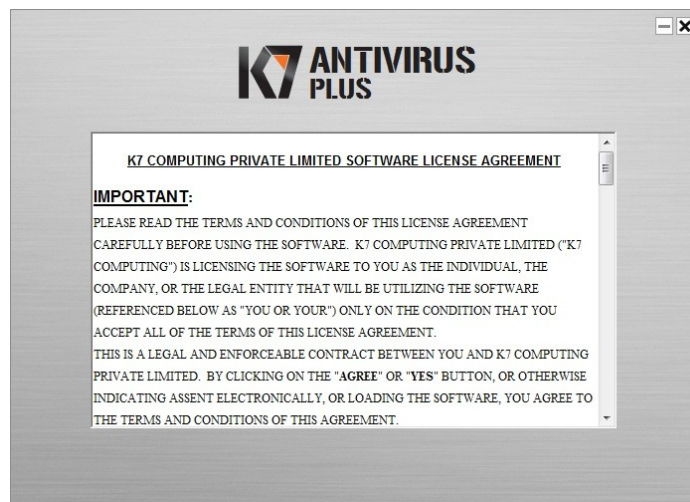 K7 ANTIVIRUS
PLUS
K7 COMPUTING PRIVATE LIMITED SOFTWARE LICENSE AGREEMENT
IMPORTANT:
PLEASE READ THE TERMS AND CONDITIONS OF THIS LICENSE AGREEMENT
CAREFULLY BEFORE USING THE SOFTWARE.  K7 COMPUTING PRIVATE LIMITED ("K7
COMPUTING") IS LICENSING THE SOFTWARE TO YOU AS THE INDIVIDUAL, THE
COMPANY, OR THE LEGAL ENTITY THAT WILL BE UTILIZING THE SOFTWARE
(REFERENCED BELOW AS "YOU OR YOUR") ONLY ON THE CONDITION THAT YOU
ACCEPT ALL OF THE TERMS OF THIS LICENSE AGREEMENT.
THIS IS A LEGAL AND ENFORCEABLE CONTRACT BETWEEN YOU AND K7 COMPUTING
PRIVATE LIMITED.  BY CLICKING ON THE "AGREE" OR "YES" BUTTON, OR OTHERWISE
INDICATING ASSENT ELECTRONICALLY, OR LOADING THE SOFTWARE, YOU AGREE TO
THE TERMS AND CONDITIONS OF THIS AGREEMENT.